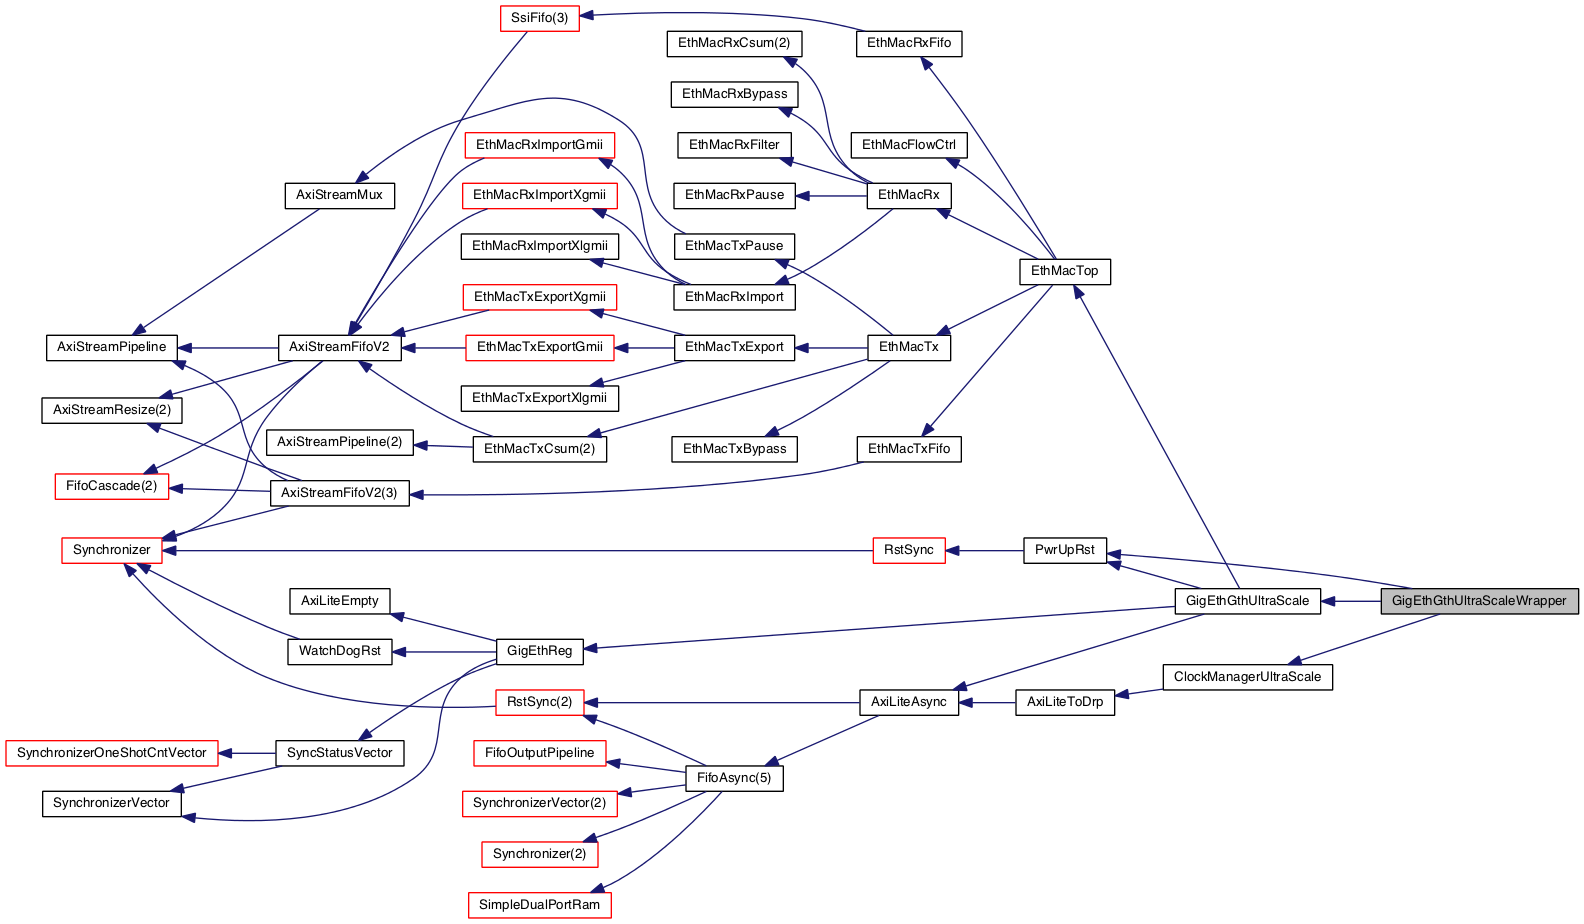 SsiFifo(3)
EthMacRxCsum(2)
EthMacRxFifo
EthMacRxBypass
EthMacRxImportGmii
EthMacRxFilter
EthMacFlowCtrl
AxiStreamMux
EthMacRxImportXgmii
EthMacRxPause
EthMacRx
EthMacRxImportXlgmii
EthMacTxPause
EthMacTop
EthMacTxExportXgmii
EthMacRxImport
AxiStreamPipeline
AxiStreamFifoV2
EthMacTxExportGmii
EthMacTxExport
EthMacTx
AxiStreamResize(2)
EthMacTxExportXlgmii
AxiStreamPipeline(2)
EthMacTxCsum(2)
EthMacTxBypass
EthMacTxFifo
FifoCascade(2)
AxiStreamFifoV2(3)
Synchronizer
RstSync
PwrUpRst
AxiLiteEmpty
GigEthGthUltraScale
GigEthGthUltraScaleWrapper
WatchDogRst
GigEthReg
ClockManagerUltraScale
RstSync(2)
AxiLiteAsync
AxiLiteToDrp
SynchronizerOneShotCntVector
SyncStatusVector
FifoOutputPipeline
FifoAsync(5)
SynchronizerVector
SynchronizerVector(2)
Synchronizer(2)
SimpleDualPortRam